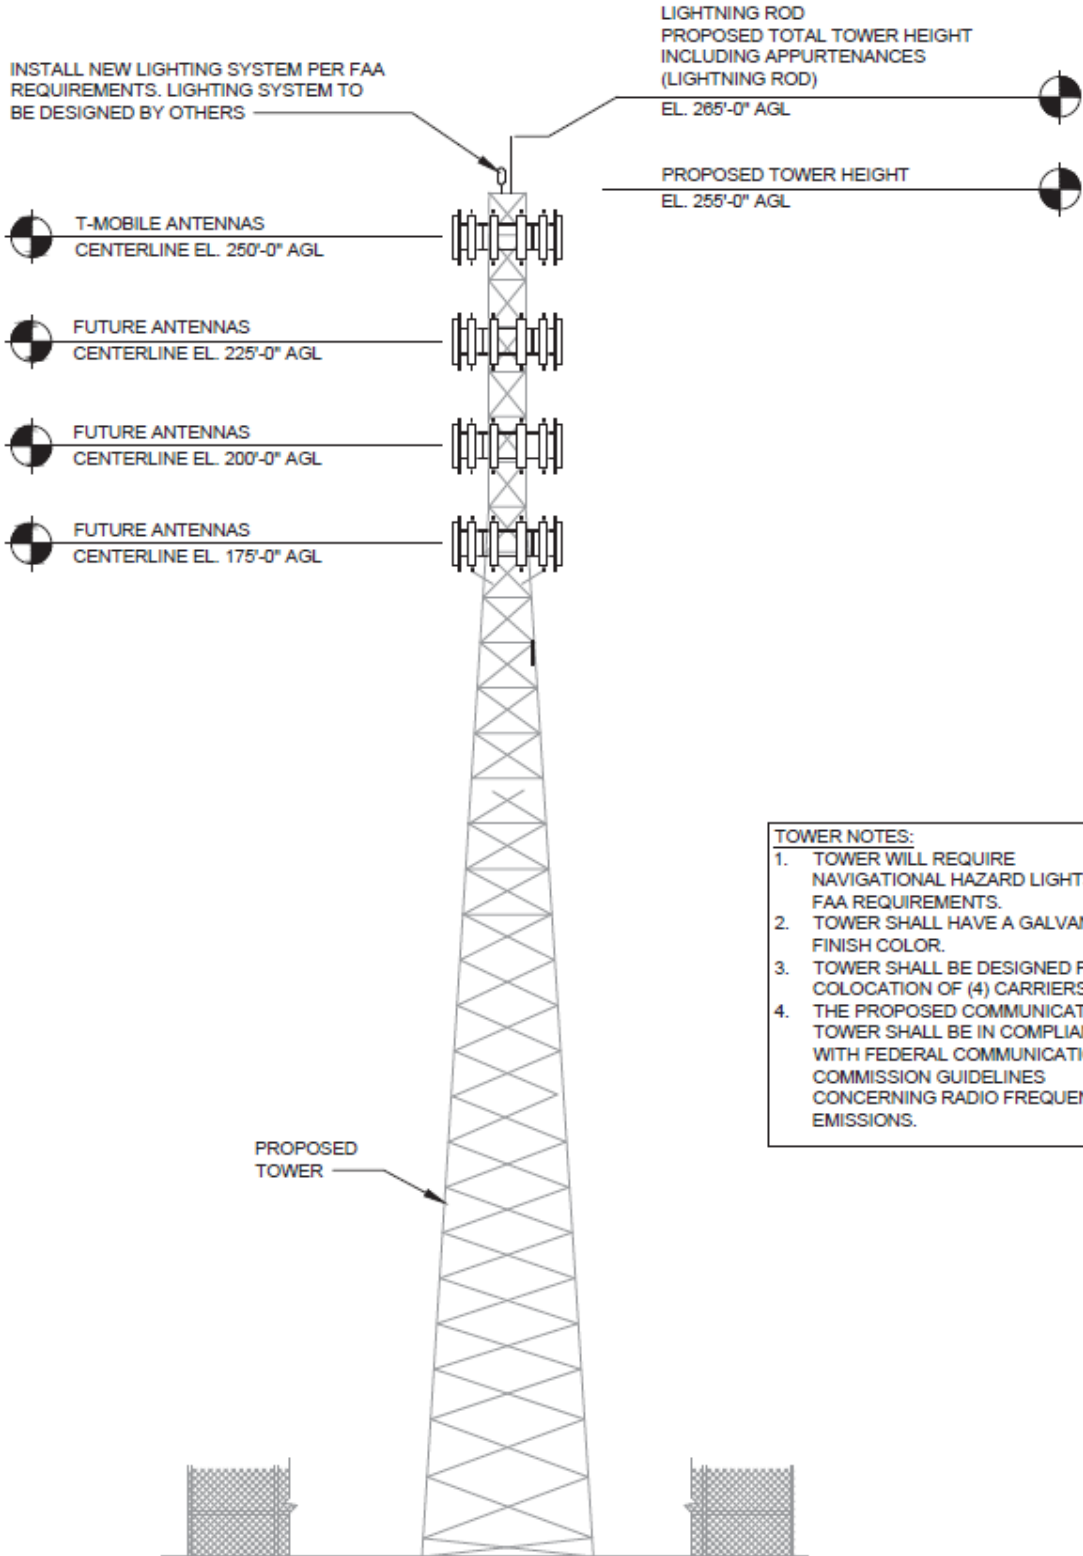 LIGHTNING ROD
PROPOSED TOTAL TOWER HEIGHT
INCLUDING APPURTENANCES
(LIGHTNING ROD)
EL. 265'-0" AGL
INSTALL NEW LIGHTING SYSTEM PER FAA
REQUIREMENTS. LIGHTING SYSTEM TO
BE DESIGNED BY OTHERS
PROPOSED TOWER HEIGHT
EL. 255'-0" AGL
T-MOBILE ANTENNAS
CENTERLINE EL. 250'-0" AGL
FUTURE ANTENNAS
CENTERLINE EL. 225'-0" AGL
FUTURE ANTENNAS
CENTERLINE EL. 200'-0" AGL
FUTURE ANTENNAS
CENTERLINE EL. 175'-0" AGL
TOWER NOTES:
1. TOWER WILL REQUIRE
NAVIGATIONAL HAZARD LIGHT
FAA REQUIREMENTS.
2. TOWER SHALL HAVE A
FINISH COLOR.
3. TOWER SHALL BE DESIGNED
COLOCATION OF (4) CARRIERS
4. THE PROPOSED
TOWER SHALL BE IN
WITH FEDERAL
COMMISSION GUIDELINES
CONCERNING RADIO
EMISSIONS.
PROPOSED
TOWER